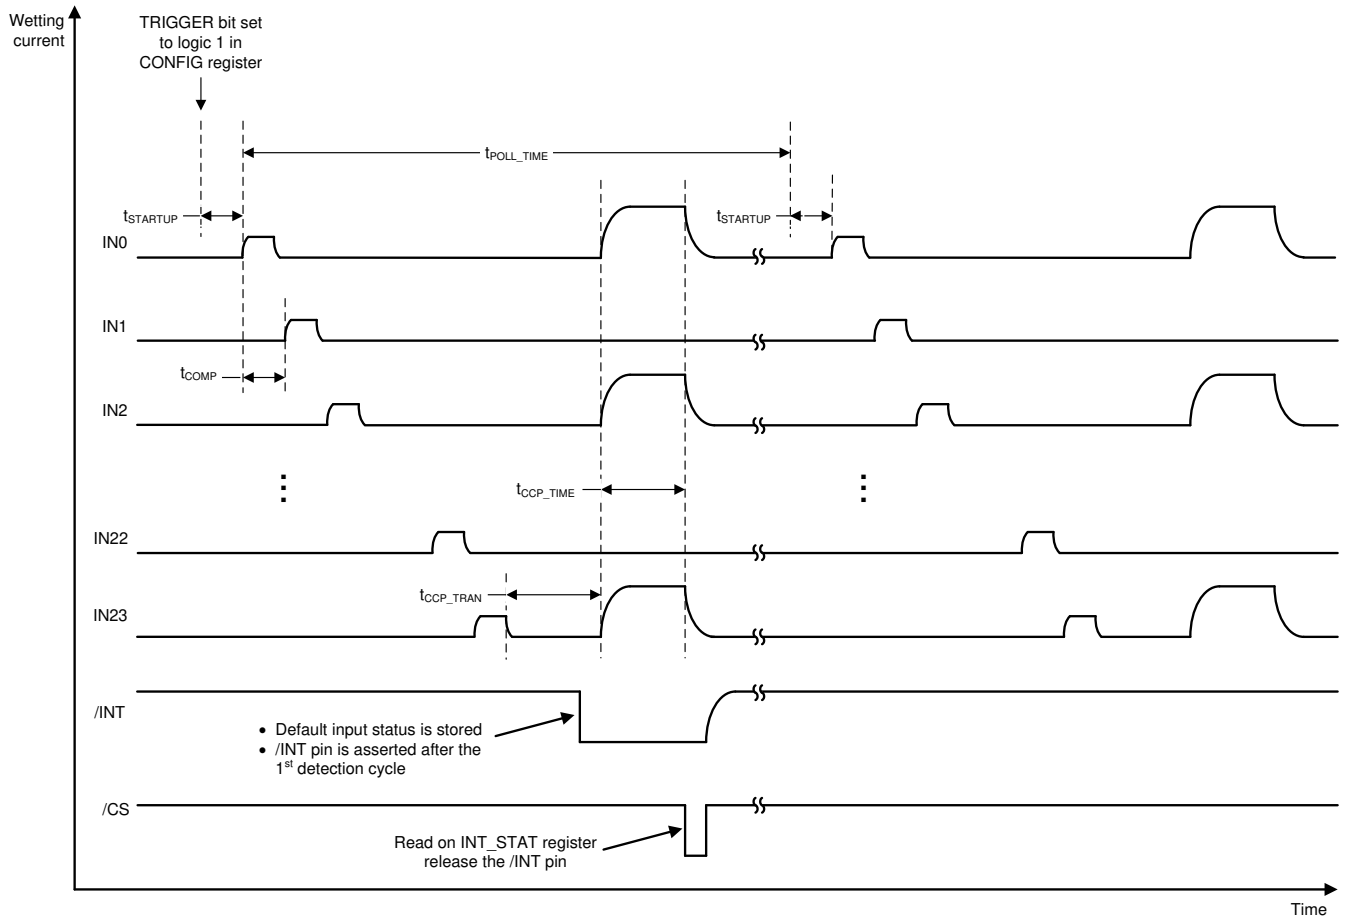 Wetting
current
TRIGGER bit set
to logic 1 in
CONFIG register
tPOLL_TIME
tSTARTUP
tSTARTUP
IN0
IN1
tCOMP
IN2
tCCP_TIME
IN22
tCCP_TRAN
IN23
/INT
• Default input status is stored
• /INT pin is asserted after the
1st detection cycle
/CS
Read on INT_STAT register
release the /INT pin
Time